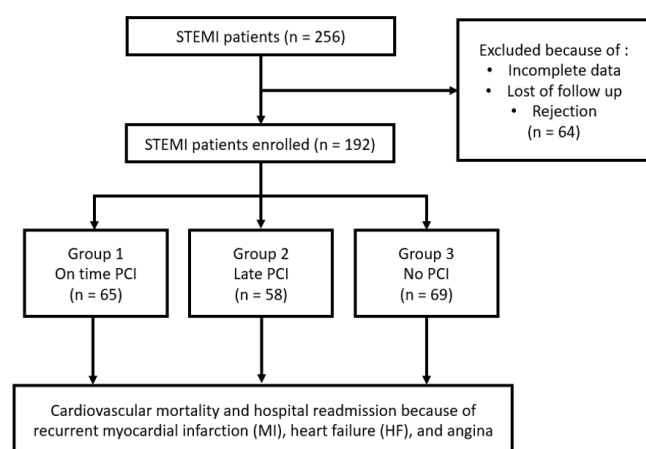 STEMI patients (n = 256)
Excluded because of :
• Incomplete data
• Lost of follow up
• Rejection
(n = 64)
STEMI patients enrolled (n = 192)
Group 1
On time PCI
(n = 65)
Group 2
Late PCI
(n = 58)
Group 3
No PCI
(n = 69)
Cardiovascular mortality and hospital readmission because of
recurrent myocardial infarction (MI), heart failure (HF), and angina